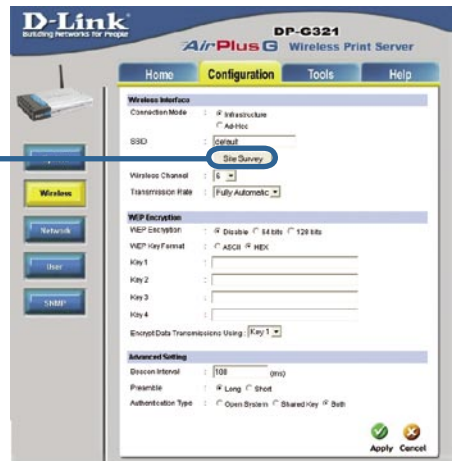 D-Link
Building Networks for People
DP-G321
AirPlus G Wireless Print Server
Home Configuration Tools Help
Wireless Interface
Connection Mode : Infrastructure
Ad-Hoc
SSID : default
Site Survey
Wireless Channel : 6
Transmission Rate : Fully Automatic
WEP Encryption
WEP Encryption : Disable 64 bits 128 bits
WEP Key Format : ASCII HEX
Key 1 :
Key 2 :
Key 3 :
Key 4 :
Encrypt Data Transmissions Using : Key 1
Advanced Setting
Beacon Interval : 100 (ms)
Preamble : Long Short
Authentication Type : Open System Shared Key Both
Apply Cancel
Wireless
Network
User
SNMP